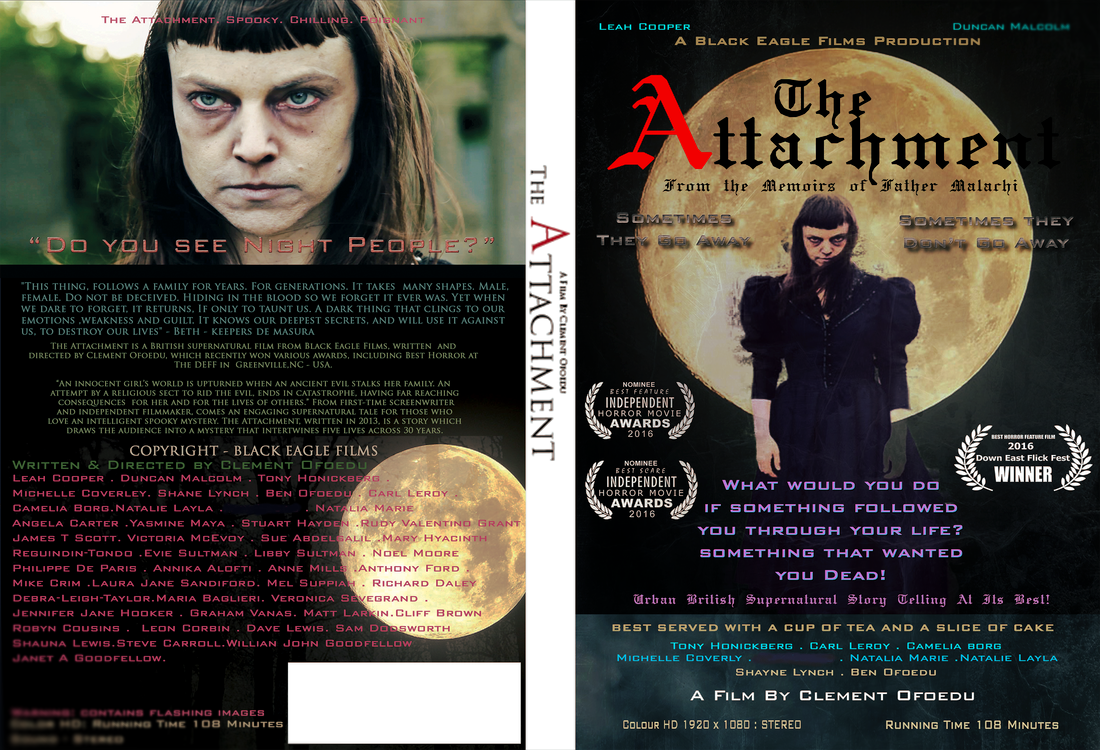 The Attachment. Spooky. Chilling. Poignant
"Do you see Night People?"
"This thing, follows a family for years. For generations. It takes many shapes. Male,
female. Do not be deceived. Hiding in the blood so we forget it ever was. Yet when
we dare to forget, it returns, If only to taunt us. A dark thing that clings to our
emotions ,weakness and guilt. It knows our deepest secrets, and will use it against
us, to destroy our lives" - Beth - keepers de masura
The Attachment is a British supernatural film from Black Eagle Films, written and
directed by Clement Ofoedu, which recently won various awards, including Best Horror at
The DEFF in Greenville,NC - USA.
"An innocent girl's world is upturned when an ancient evil stalks her family. An
attempt by a religious sect to rid the evil, ends in catastrophe, having far reaching
consequences for her and for the lives of others." From first-time screenwriter
and independent filmmaker, comes an engaging supernatural tale for those who
love an intelligent spooky mystery. The Attachment, written in 2013, is a story which
draws the audience into a mystery that intertwines five lives across 30 years.
COPYRIGHT - BLACK EAGLE FILMS
Written & Directed by Clement Ofoedu
Leah Cooper . Duncan Malcolm . Tony Honickberg .
Michelle Coverley. Shane Lynch . Ben Ofoedu . Carl Leroy .
Camelia Borg.Natalie Layla . . Natalia Marie
Angela Carter .Yasmine Maya . Stuart Hayden .Rudy Valentino Grant
James T Scott. Victoria McEvoy . Sue Abdelsalil .Mary Hyacinth
Reguindin-Tondo .Evie Sultman . Libby Sultman . Noel Moore
Philippe De Paris . Annika Alofti . Anne Mills .Anthony Ford .
Mike Crim .Laura Jane Sandiford. Mel Suppiah . Richard Daley
Debra-Leigh-Taylor.Maria Baglieri. Veronica Sevegrand .
Jennifer Jane Hooker . Graham Vanas. Matt Larkin.Cliff Brown
Robyn Cousins . Leon Corbin . Dave Lewis. Sam Dodsworth
Shauna Lewis.Steve Carroll.Willian John Goodfellow
Janet A Goodfellow.
Warning: contains flashing images
Color HD: Running Time 108 Minutes
Sound - Stereo
The Attachment
A Film By Clement Ofoedu
Leah Cooper
Duncan Malcolm
A Black Eagle Films Production
The
Attachment
From the Memoirs of Father Malachi
Sometimes
They Go Away
Sometimes They
Don't Go Away
NOMINEE
BEST FEATURE
INDEPENDENT
HORROR MOVIE
AWARDS
2016
NOMINEE
BEST SCARE
INDEPENDENT
HORROR MOVIE
AWARDS
2016
BEST HORROR FEATURE FILM
2016
Down East Flick Fest
WINNER
What would you do
if something followed
you through your life?
something that wanted
you Dead!
Urban British Supernatural Story Telling At Its Best!
best served with a cup of tea and a slice of cake
Tony Honickberg . Carl Leroy . Camelia borg
Michelle Coverly . . Natalia Marie .Natalie Layla
Shayne Lynch . Ben Ofoedu
A Film By Clement Ofoedu
Colour HD 1920 x 1080 : STEREO
Running Time 108 Minutes